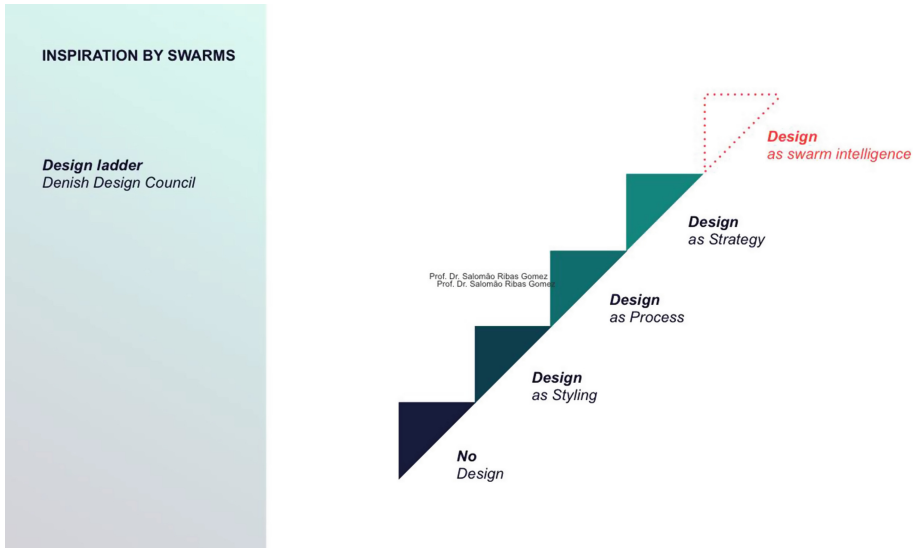 INSPIRATION BY SWARMS
Design ladder
Denish Design Council
Design
as swarm intelligence
Design
as Strategy
Prof. Dr. Salomão Ribas Gomez
Prof. Dr. Salomão Ribas Gomez
Design
as Process
Design
as Styling
No
Design